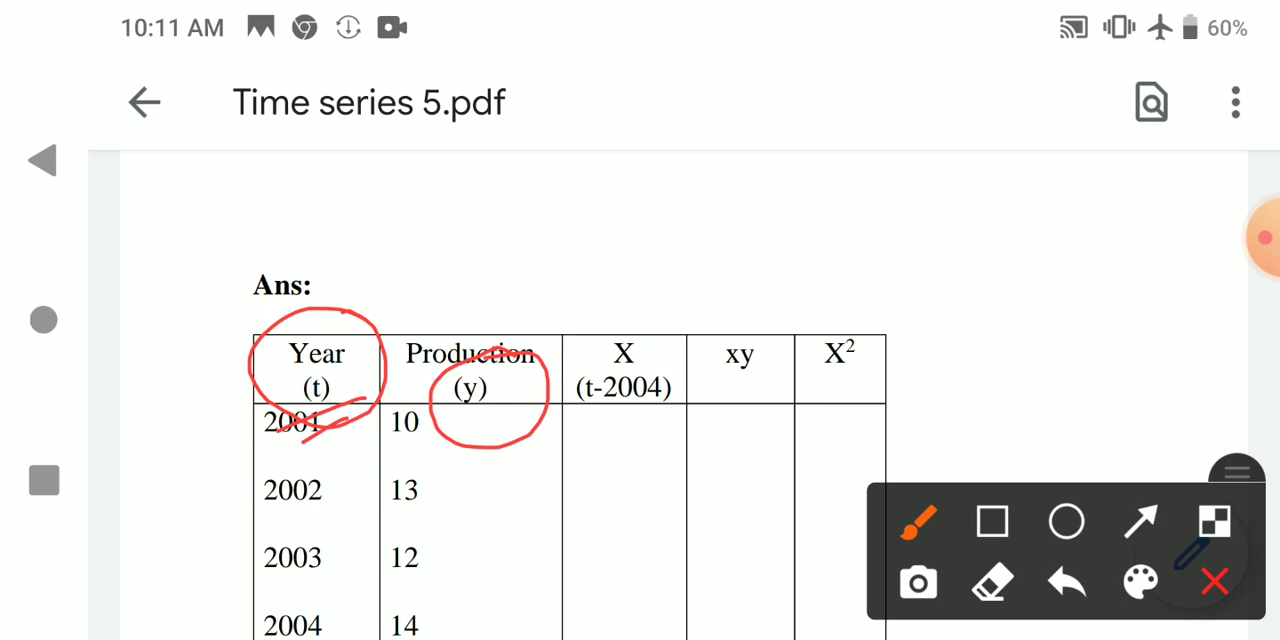 10:11 AM 60%
Time series 5.pdf
Ans:
Year Production X xy X²
(t) (y) (t-2004)
2001 10
2002 13
2003 12
2004 14